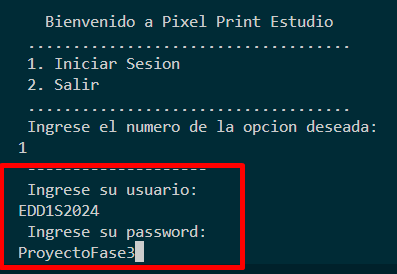 Bienvenido a Pixel Print Estudio
....................................
1. Iniciar Sesion
2. Salir
....................................
Ingrese el numero de la opcion deseada:
1
--------------------
Ingrese su usuario:
EDD1S2024
Ingrese su password:
ProyectoFase3